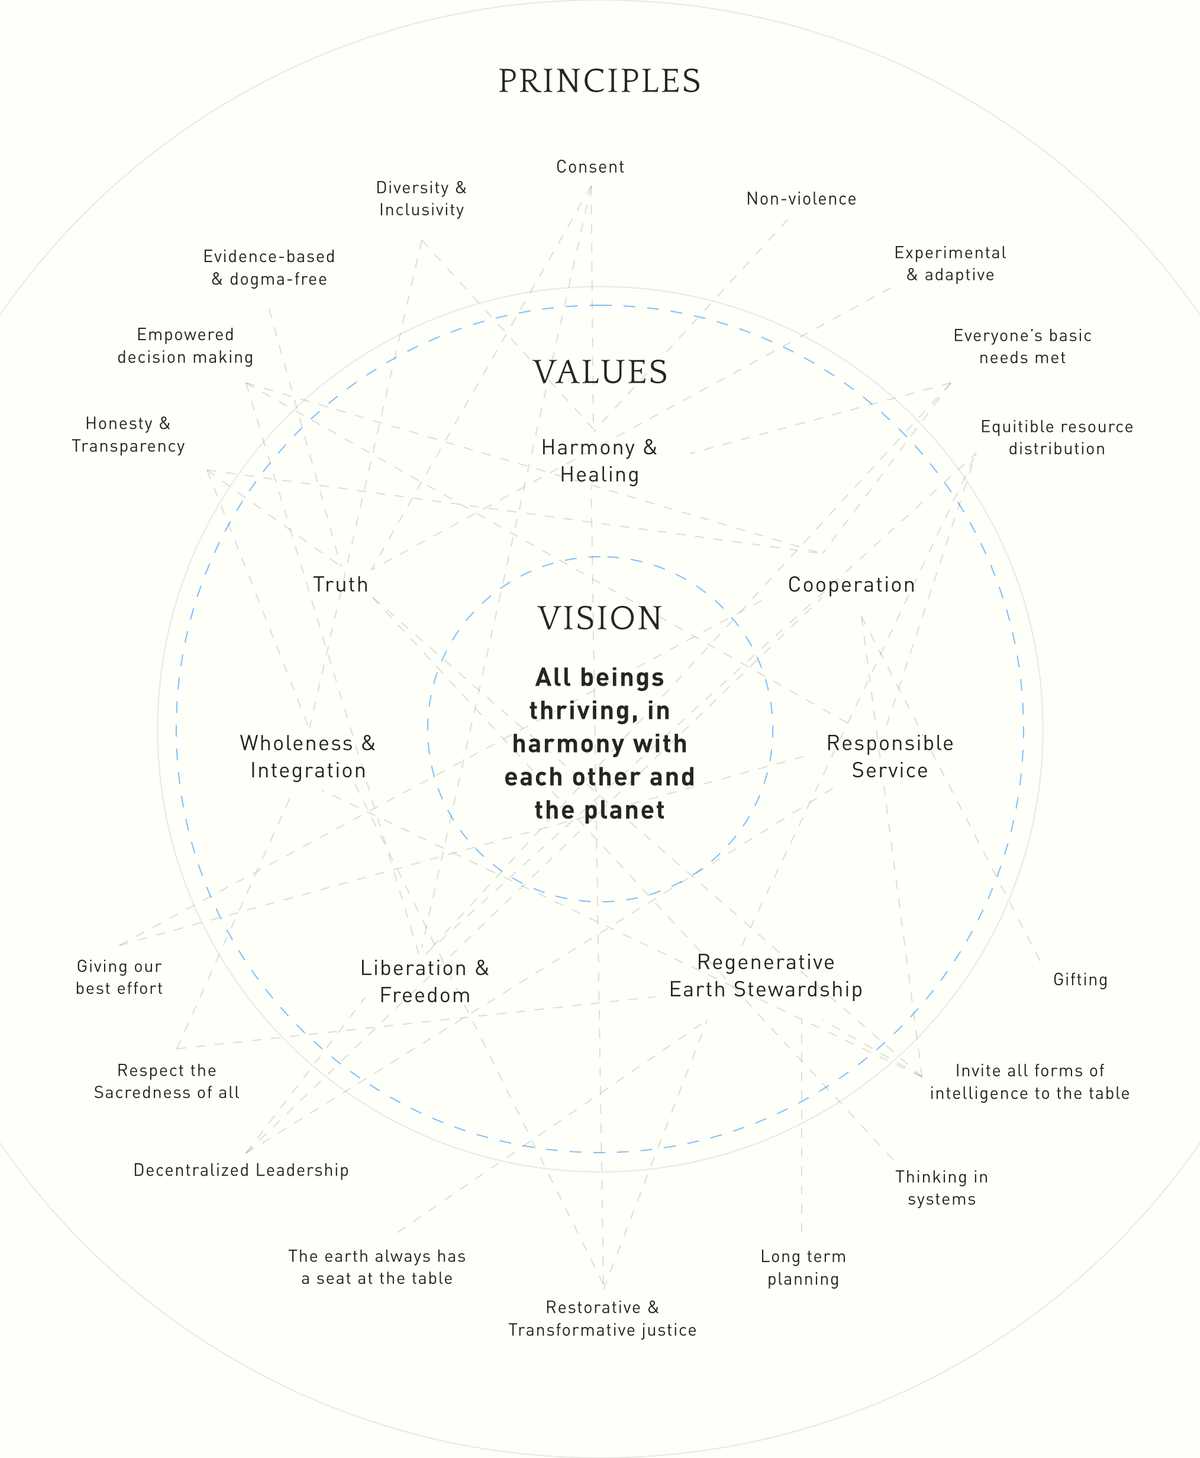 PRINCIPLES
Consent
Diversity &
Inclusivity
Non-violence
Evidence-based
& dogma-free
Experimental
& adaptive
Empowered
decision making
Everyone's basic
needs met
Honesty &
Transparency
Equitible resource
distribution
VALUES
Harmony &
Healing
Truth
Cooperation
VISION
All beings
thriving, in
harmony with
each other and
the planet
Wholeness &
Integration
Responsible
Service
Liberation &
Freedom
Regenerative
Earth Stewardship
Giving our
best effort
Gifting
Respect the
Sacredness of all
Invite all forms of
intelligence to the table
Decentralized Leadership
Thinking in
systems
The earth always has
a seat at the table
Long term
planning
Restorative &
Transformative justice